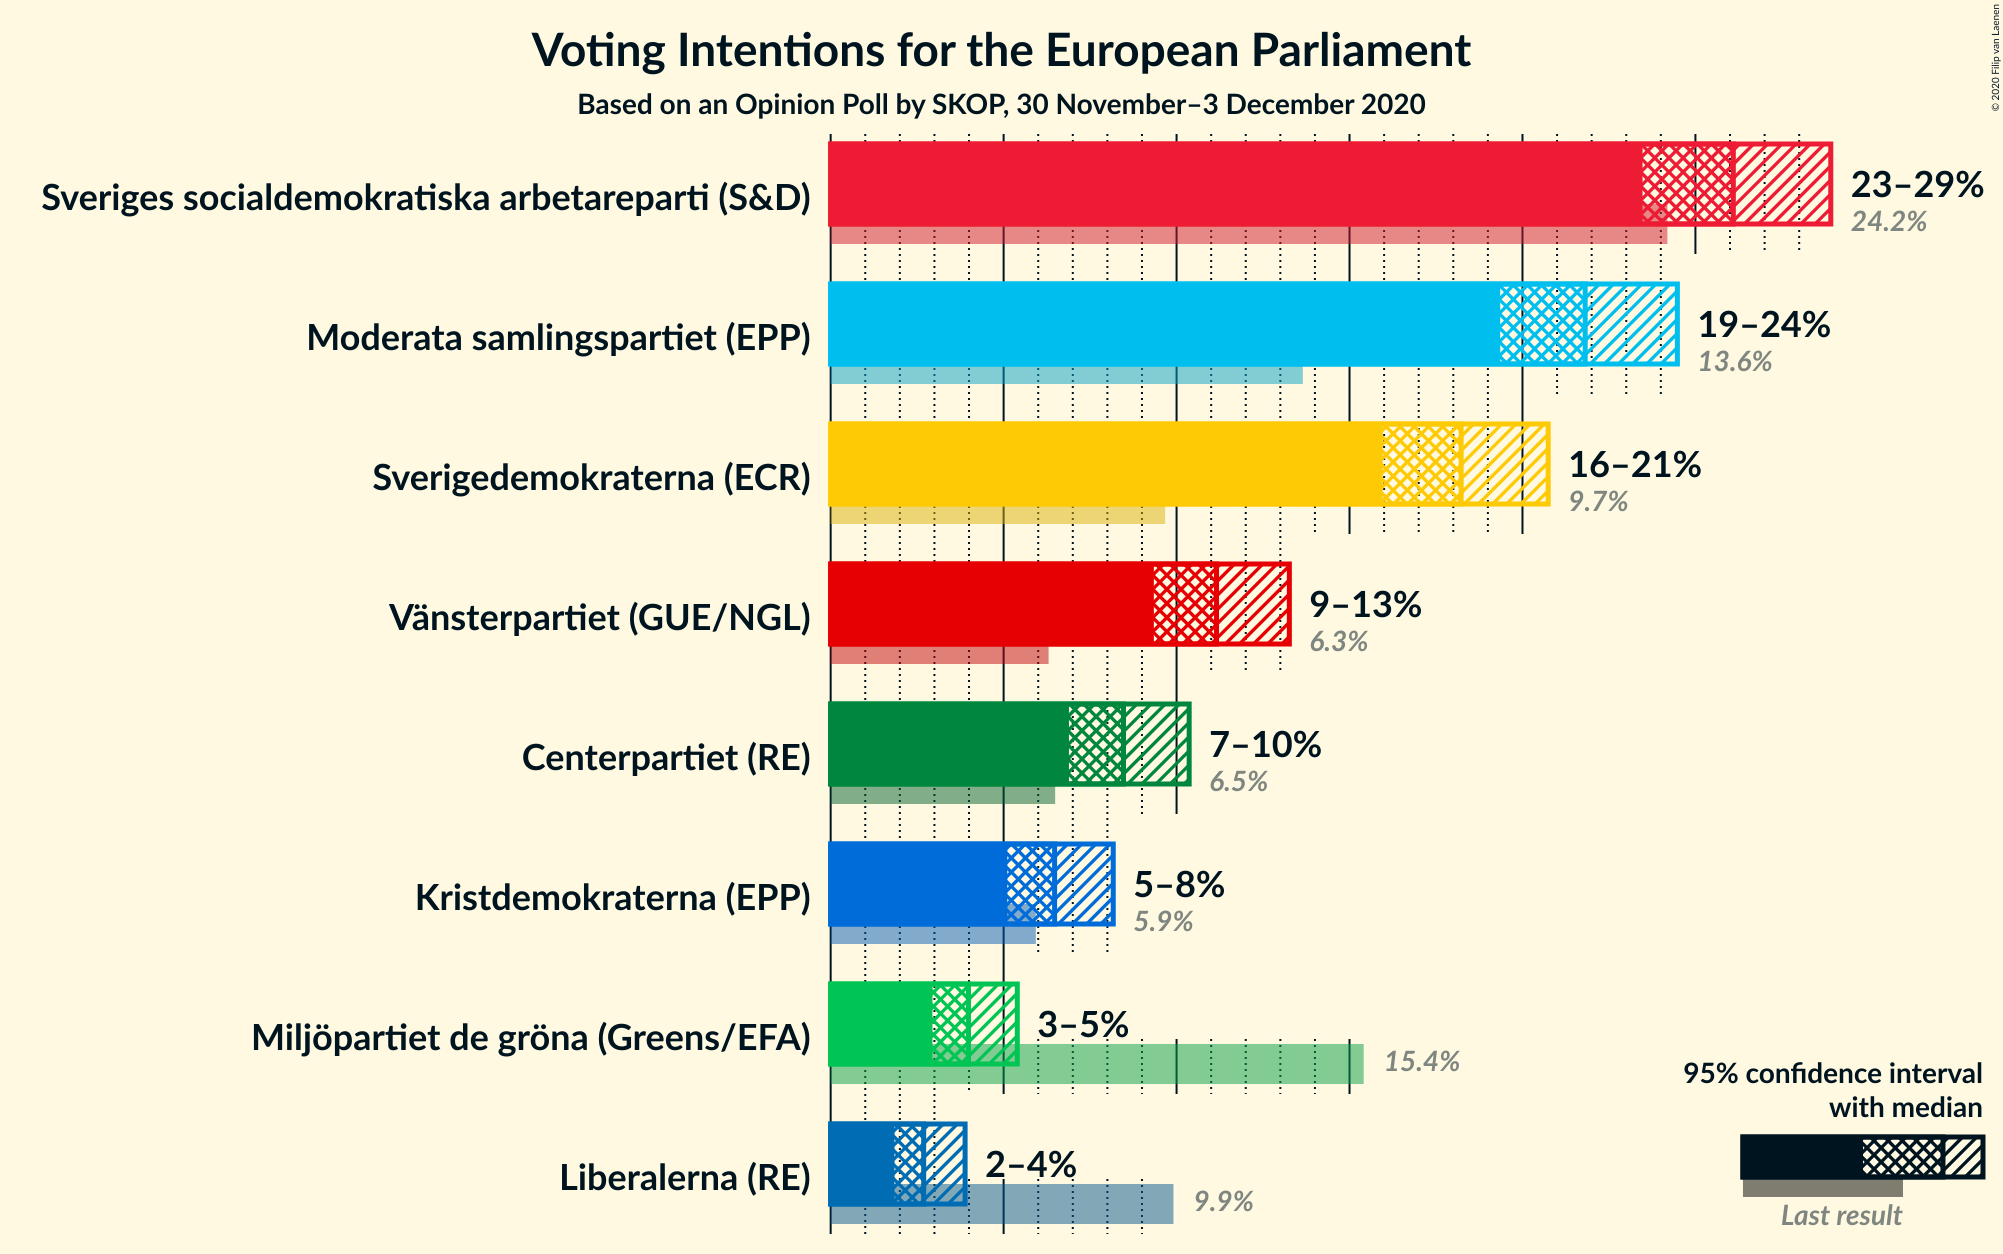 Voting Intentions for the European Parliament
Based on an Opinion Poll by SKOP, 30 November–3 December 2020
© 2020 Filip van Laenen
Sveriges socialdemokratiska arbetareparti (S&D)
23–29%
24.2%
Moderata samlingspartiet (EPP)
19–24%
13.6%
Sverigedemokraterna (ECR)
16–21%
9.7%
Vänsterpartiet (GUE/NGL)
9–13%
6.3%
Centerpartiet (RE)
7–10%
6.5%
Kristdemokraterna (EPP)
5–8%
5.9%
Miljöpartiet de gröna (Greens/EFA)
3–5%
15.4%
Liberalerna (RE)
2–4%
9.9%
95% confidence interval
with median
Last result